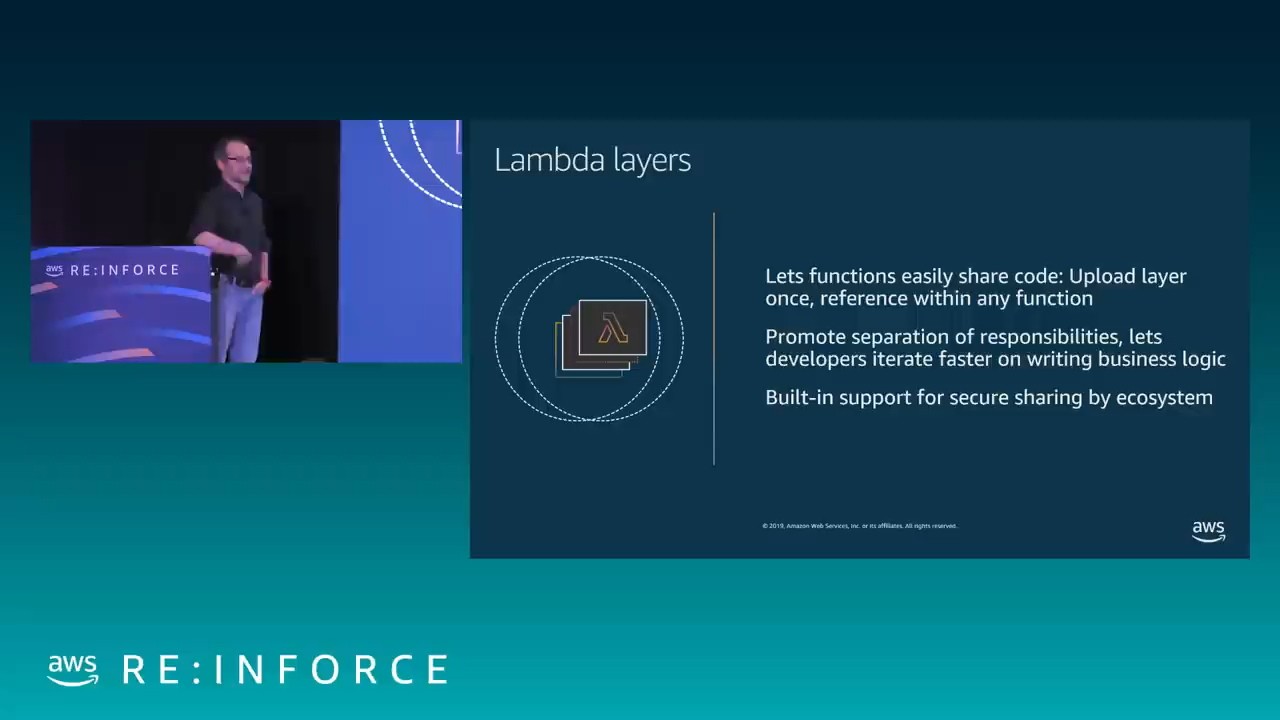 Lambda layers
Lets functions easily share code: Upload layer
once, reference within any function
Promote separation of responsibilities, lets
developers iterate faster on writing business logic
Built-in support for secure sharing by ecosystem
© 2019, Amazon Web Services, Inc. or its affiliates. All rights reserved.
aws
aws RE:INFORCE
aws RE:INFORCE